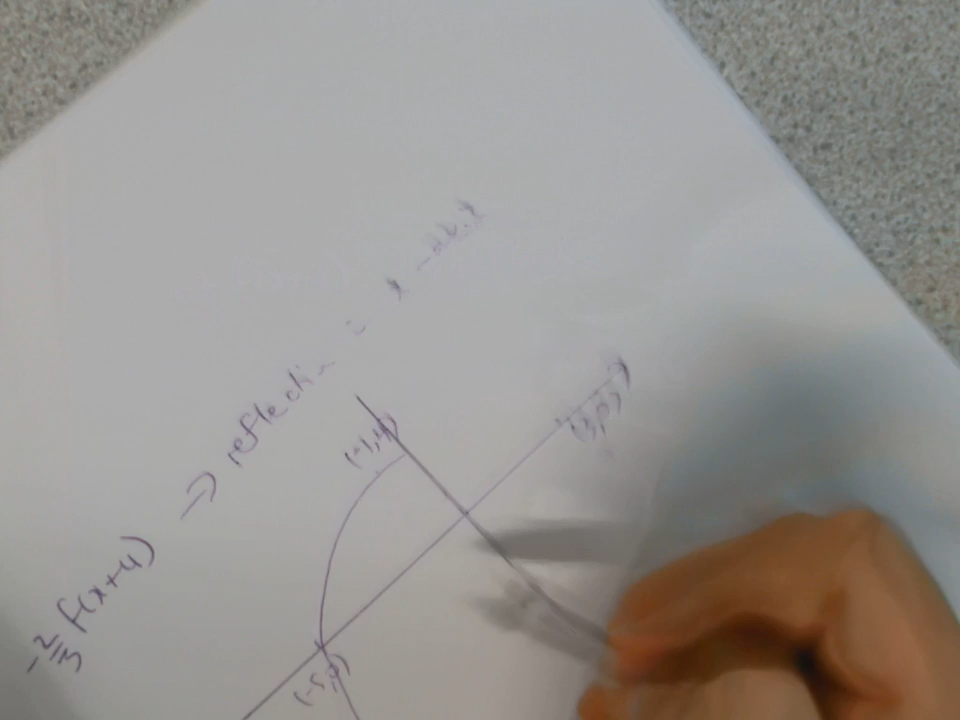 -2/3 f(x+4) → reflection
(-1,4)
(3,0)
(-5,0)